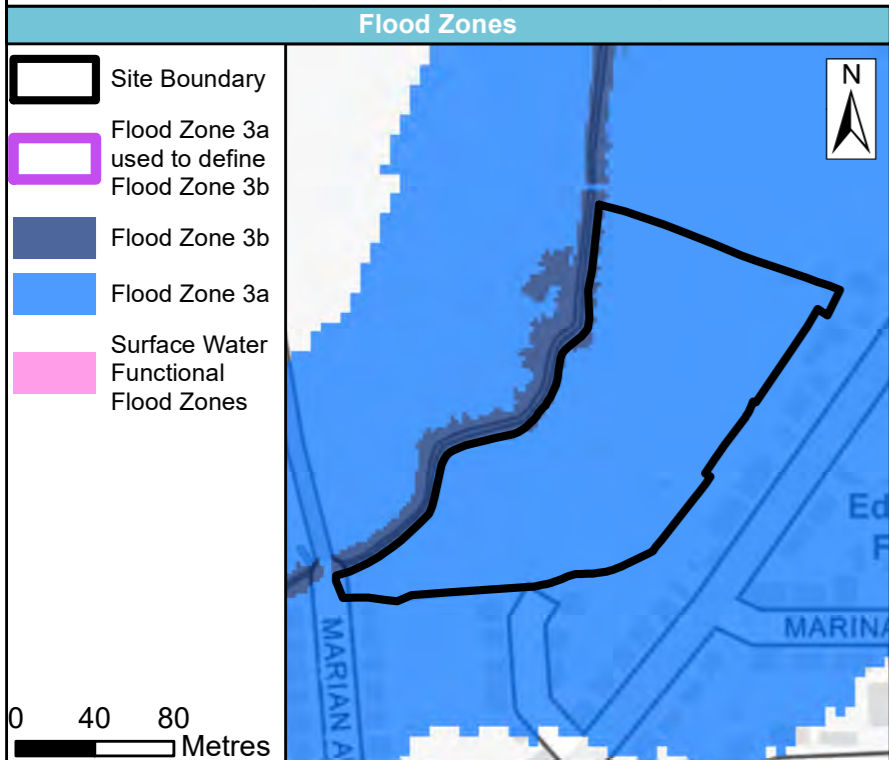 Flood Zones
Site Boundary
Flood Zone 3a
used to define
Flood Zone 3b
Flood Zone 3b
Flood Zone 3a
Surface Water
Functional
Flood Zones
0 40 80
Metres
N
Ed
F
MARINA
MARIAN A